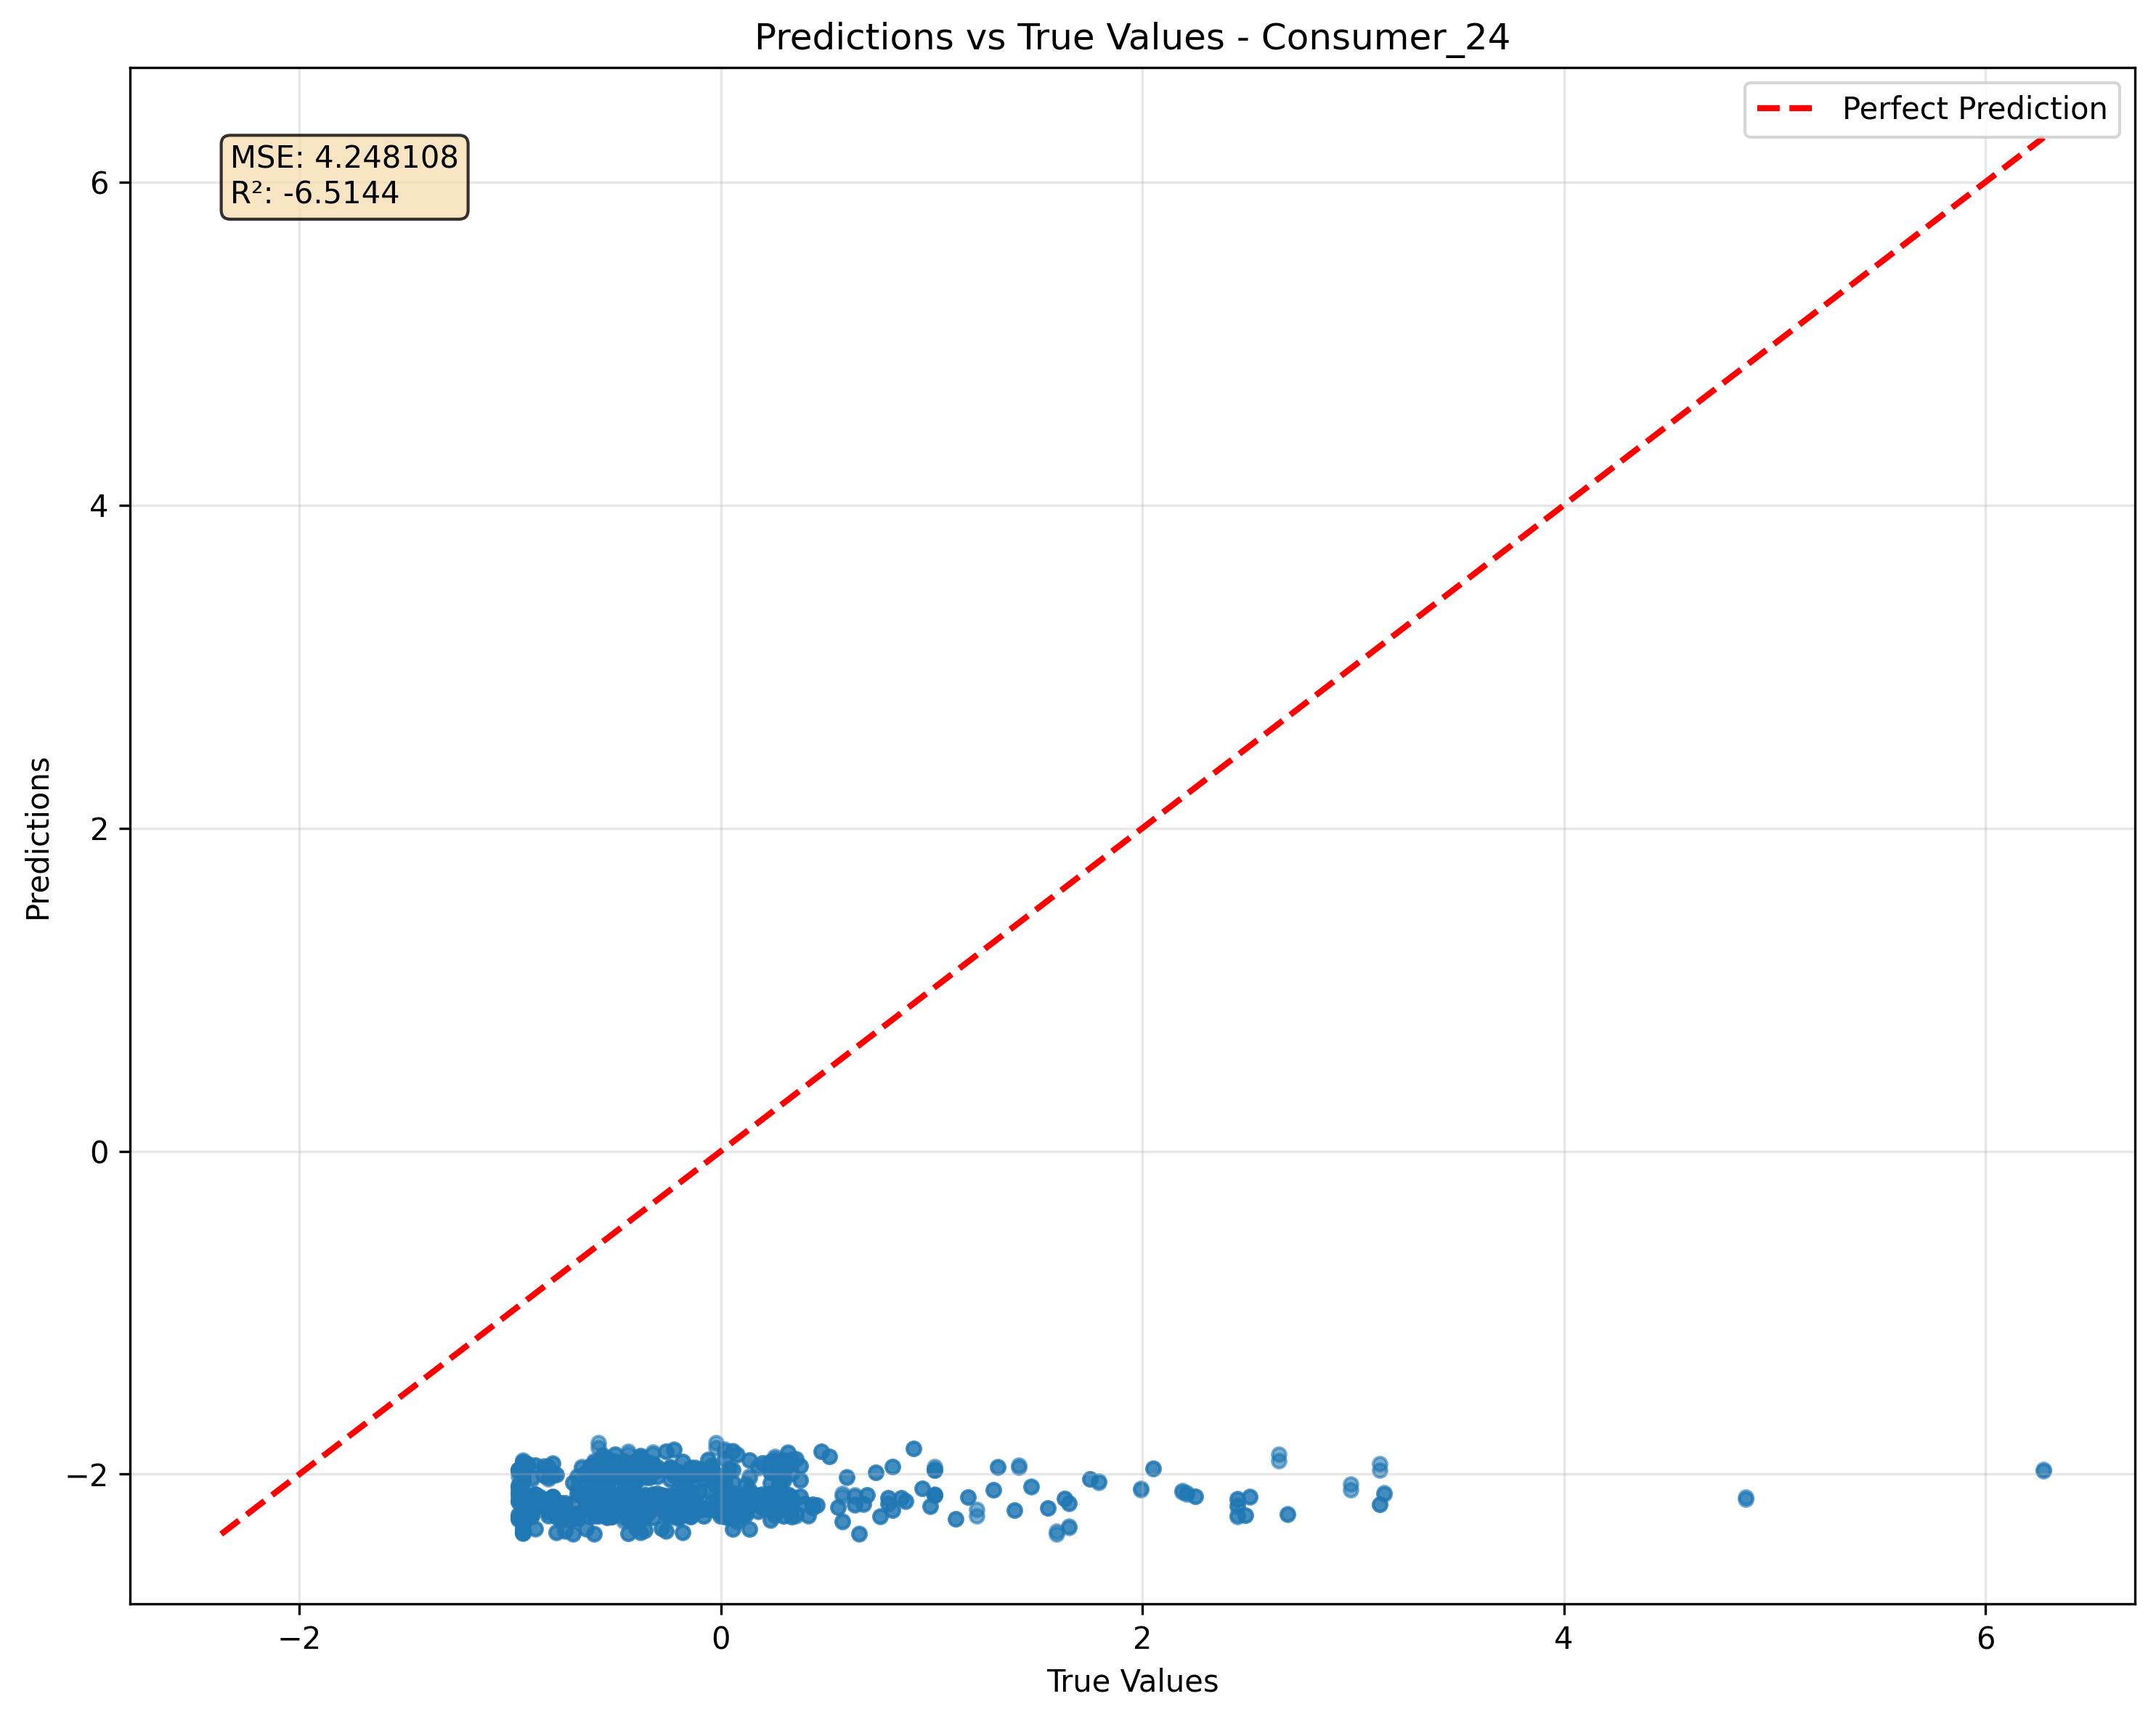 Predictions vs True Values - Consumer_24
Perfect Prediction
MSE: 4.248108
R²: -6.5144
6
4
2
0
−2
Predictions
−2
0
2
4
6
True Values